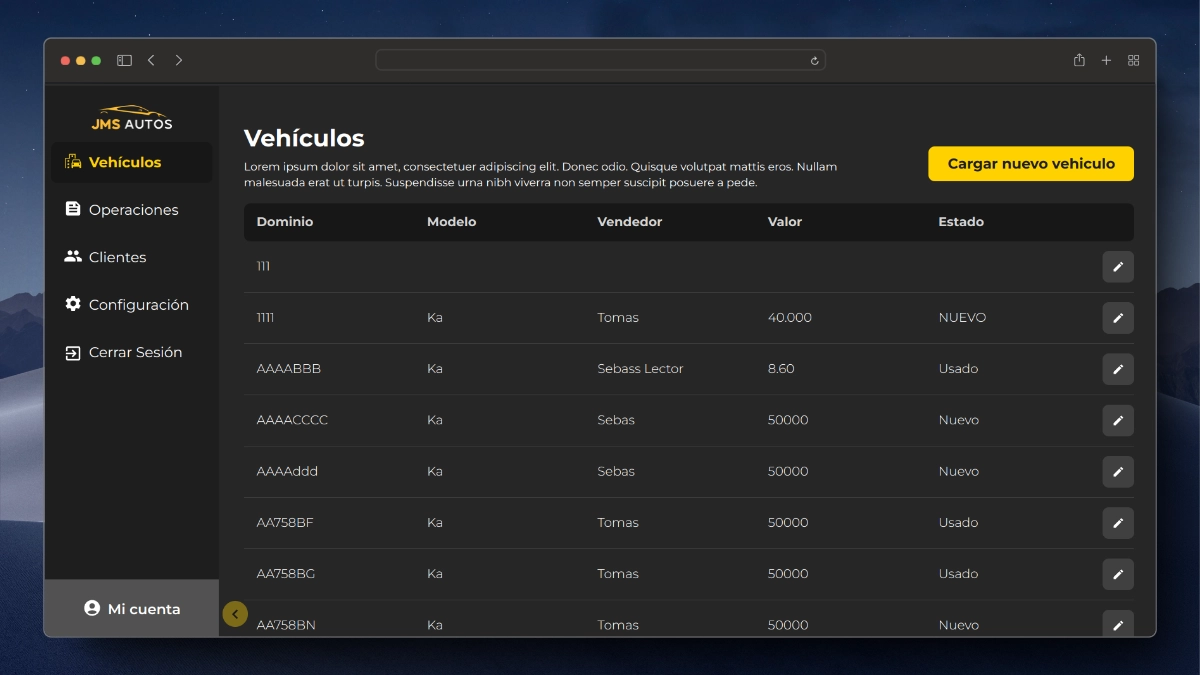 JMS AUTOS
Vehículos
Operaciones
Clientes
Configuración
Cerrar Sesión
Mi cuenta
Vehículos
Lorem ipsum dolor sit amet, consectetuer adipiscing elit. Donec odio. Quisque volutpat mattis eros. Nullam
malesuada erat ut turpis. Suspendisse urna nibh viverra non semper suscipit posuere a pede.
Cargar nuevo vehiculo
Dominio Modelo Vendedor Valor Estado
111
1111 Ka Tomas 40.000 NUEVO
AAAABBB Ka Sebass Lector 8.60 Usado
AAAACCCC Ka Sebas 50000 Nuevo
AAAAddd Ka Sebas 50000 Nuevo
AA758BF Ka Tomas 50000 Usado
AA758BG Ka Tomas 50000 Usado
AA758BN Ka Tomas 50000 Nuevo